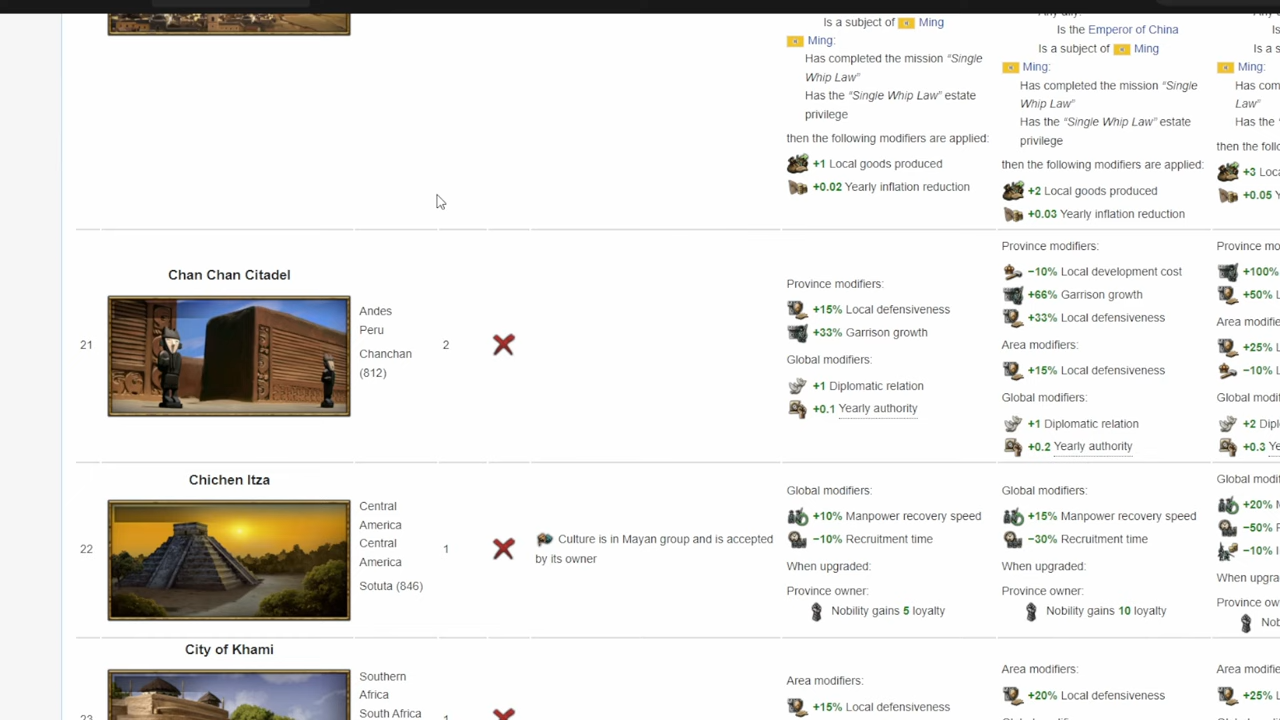 Is a subject of Ming
Ming:
Has completed the mission “Single
Whip Law”
Has the “Single Whip Law” estate
privilege
then the following modifiers are applied:
+1 Local goods produced
+0.02 Yearly inflation reduction
Is the Emperor of China
Is a subject of Ming
Ming:
Has completed the mission “Single
Whip Law”
Has the “Single Whip Law” estate
privilege
then the following modifiers are applied:
+2 Local goods produced
+0.03 Yearly inflation reduction
Is a s
Ming:
Has com
Law”
Has the
then the follo
+3 Loca
+0.05 Y
21
Chan Chan Citadel
Andes
Peru
Chanchan
(812)
2
Province modifiers:
+15% Local defensiveness
+33% Garrison growth
Global modifiers:
+1 Diplomatic relation
+0.1 Yearly authority
Province modifiers:
−10% Local development cost
+66% Garrison growth
+33% Local defensiveness
Area modifiers:
+15% Local defensiveness
Global modifiers:
+1 Diplomatic relation
+0.2 Yearly authority
Province mo
+100%
+50% L
Area modifie
+25% L
−10% L
Global modif
+2 Dipl
+0.3 Ye
22
Chichen Itza
Central
America
Central
America
Sotuta (846)
1
Culture is in Mayan group and is accepted
by its owner
Global modifiers:
+10% Manpower recovery speed
−10% Recruitment time
When upgraded:
Province owner:
Nobility gains 5 loyalty
Global modifiers:
+15% Manpower recovery speed
−30% Recruitment time
When upgraded:
Province owner:
Nobility gains 10 loyalty
Global modif
+20% M
−50% R
−10% I
When upgra
Province ow
Nob
23
City of Khami
Southern
Africa
South Africa
1
Area modifiers:
+15% Local defensiveness
Area modifiers:
+20% Local defensiveness
Area modifie
+25% L